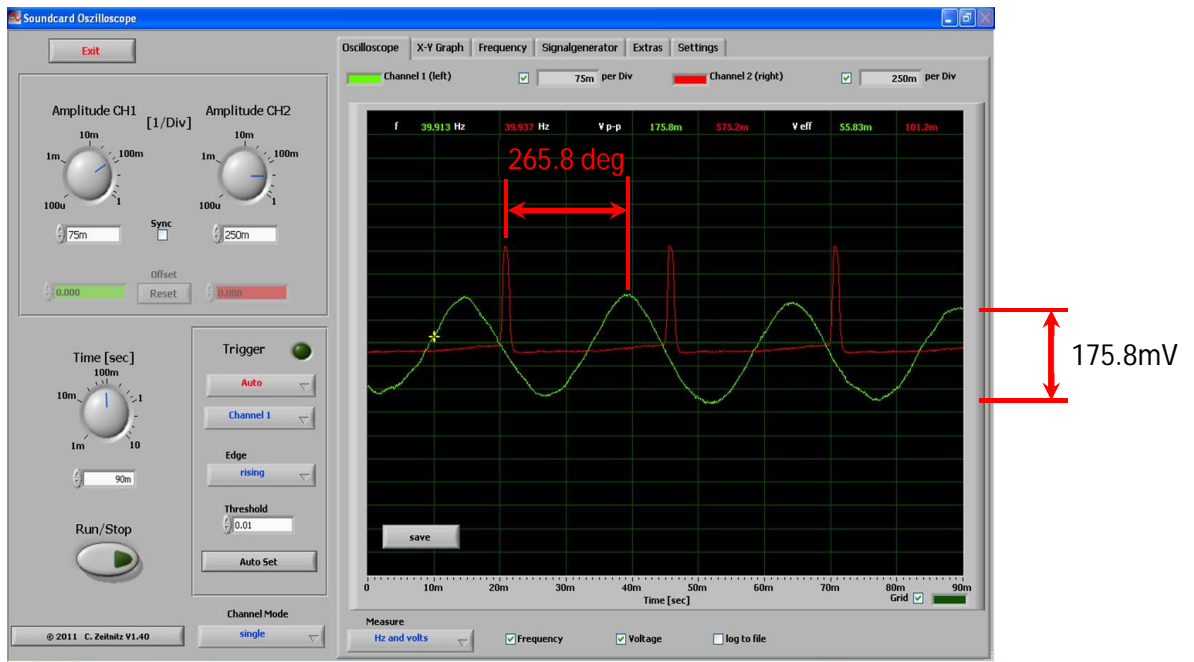 Soundcard Oszilloscope
Exit
Oscilloscope X-Y Graph Frequency Signalgenerator Extras Settings
Channel 1 (left) 75m per Div Channel 2 (right) 250m per Div
Amplitude CH1 [1/Div] Amplitude CH2
10m 10m
1m 100m 1m 100m
100u 1 100u 1
Sync
75m 250m
Offset
0.000 Reset 0.000
f 39.913 Hz 39.937 Hz V p-p 175.8m 575.2m V eff 55.83m 101.2m
265.8 deg
175.8mV
Time [sec]
100m
10m 1
1m 10
90m
Run/Stop
Trigger
Auto
Channel 1
Edge
rising
Threshold
0.01
Auto Set
save
0 10m 20m 30m 40m 50m 60m 70m 80m 90m
Time [sec]
Grid
Channel Mode
single
© 2011 C. Zeitnitz V1.40
Measure
Hz and volts Frequency Voltage log to file